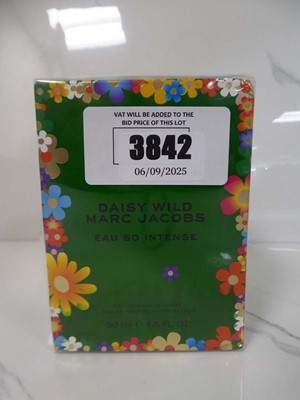 VAT WILL BE ADDED TO THE
BID PRICE OF THIS LOT
3842
06/09/2025
DAISY WILD
MARC JACOBS
EAU SO INTENSE